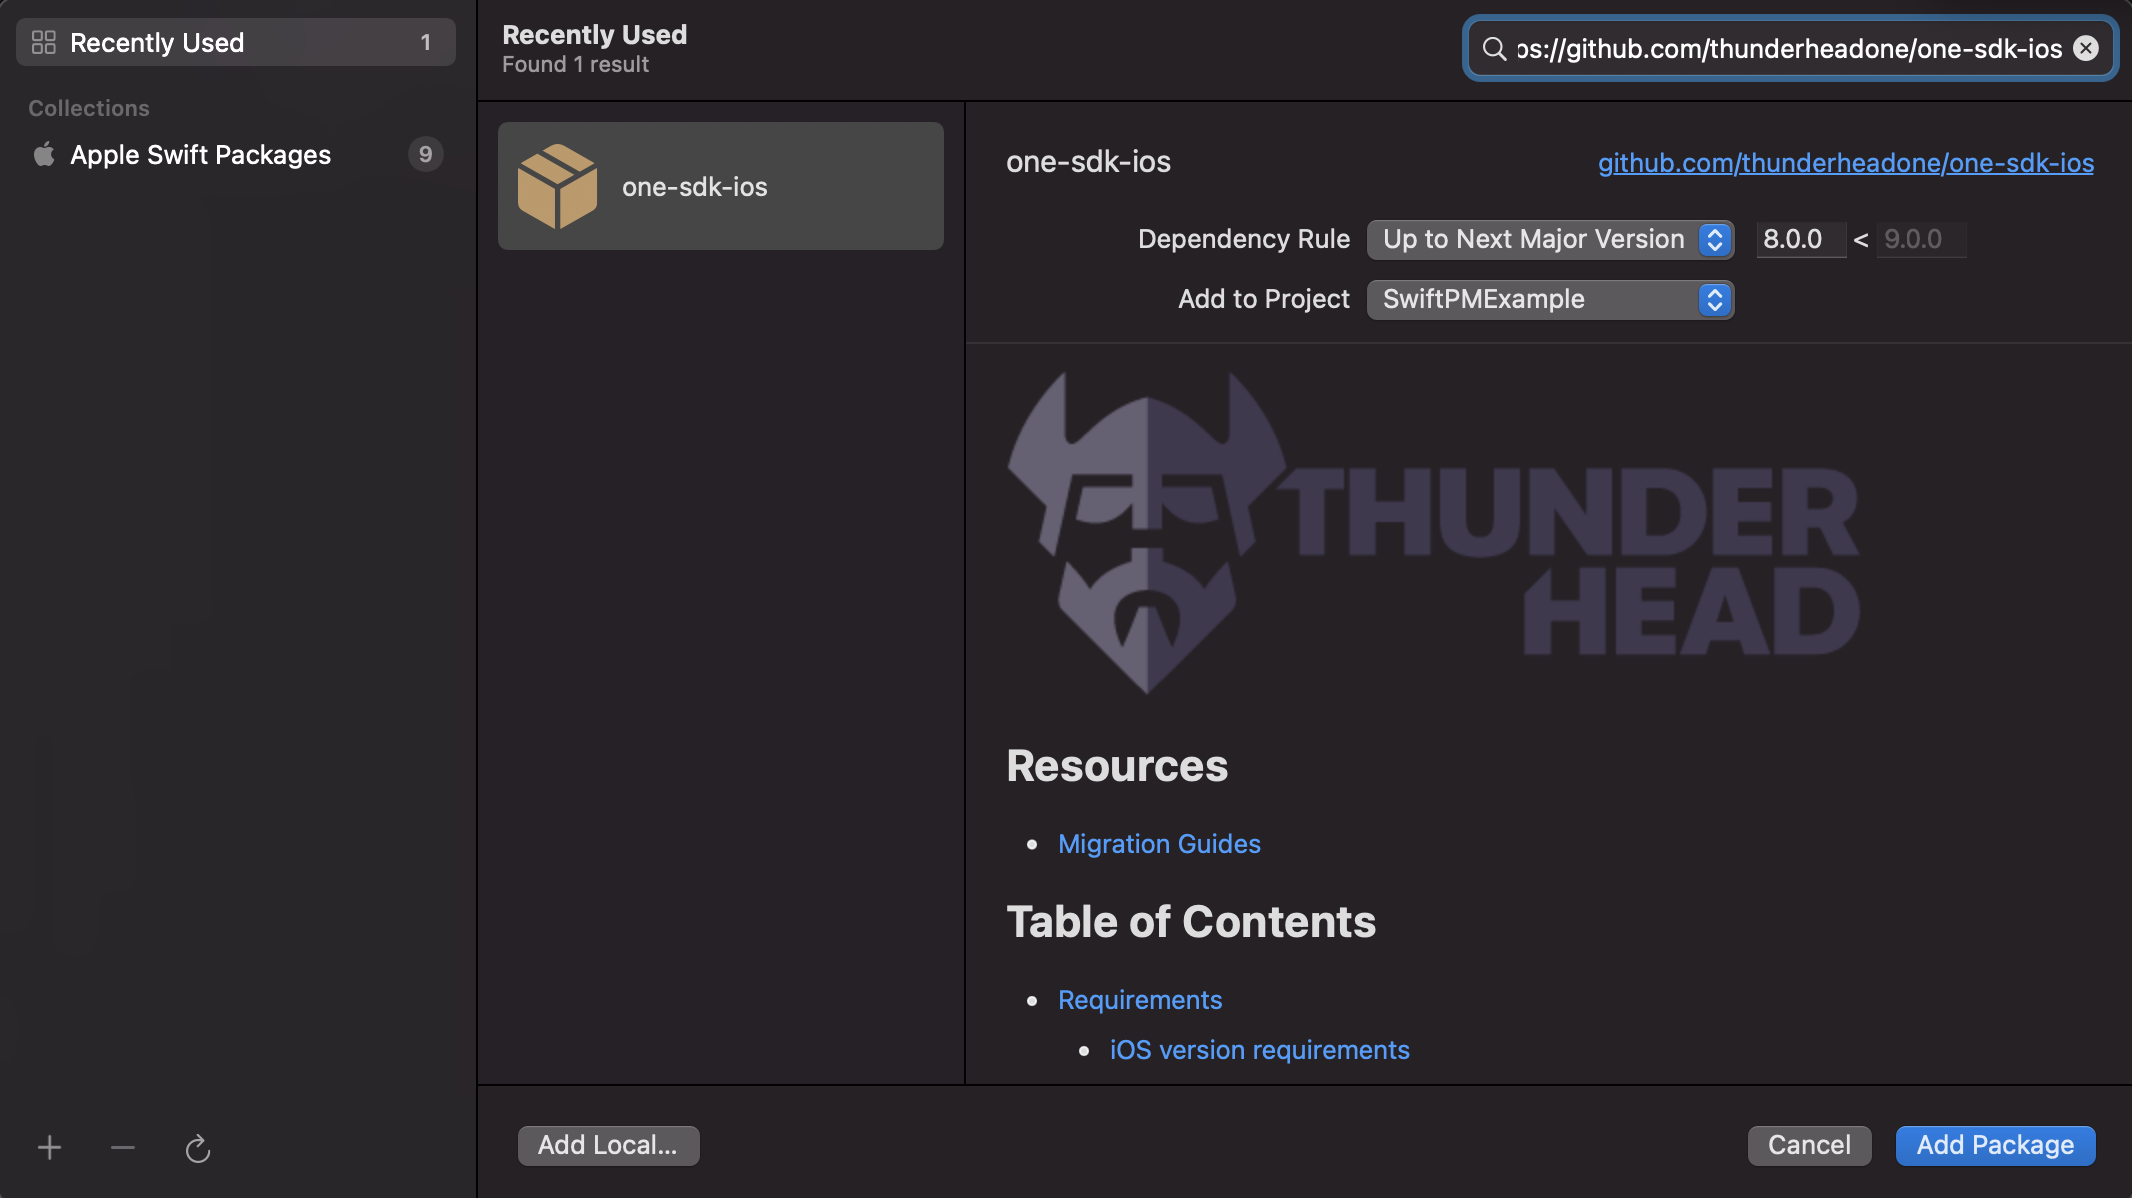 Recently Used 1
Collections
Apple Swift Packages 9
Recently Used
Found 1 result
ps://github.com/thunderheadone/one-sdk-ios
one-sdk-ios
one-sdk-ios
github.com/thunderheadone/one-sdk-ios
Dependency Rule Up to Next Major Version 8.0.0 < 9.0.0
Add to Project SwiftPMExample
THUNDER
HEAD
Resources
• Migration Guides
Table of Contents
• Requirements
• iOS version requirements
Add Local...
Cancel
Add Package